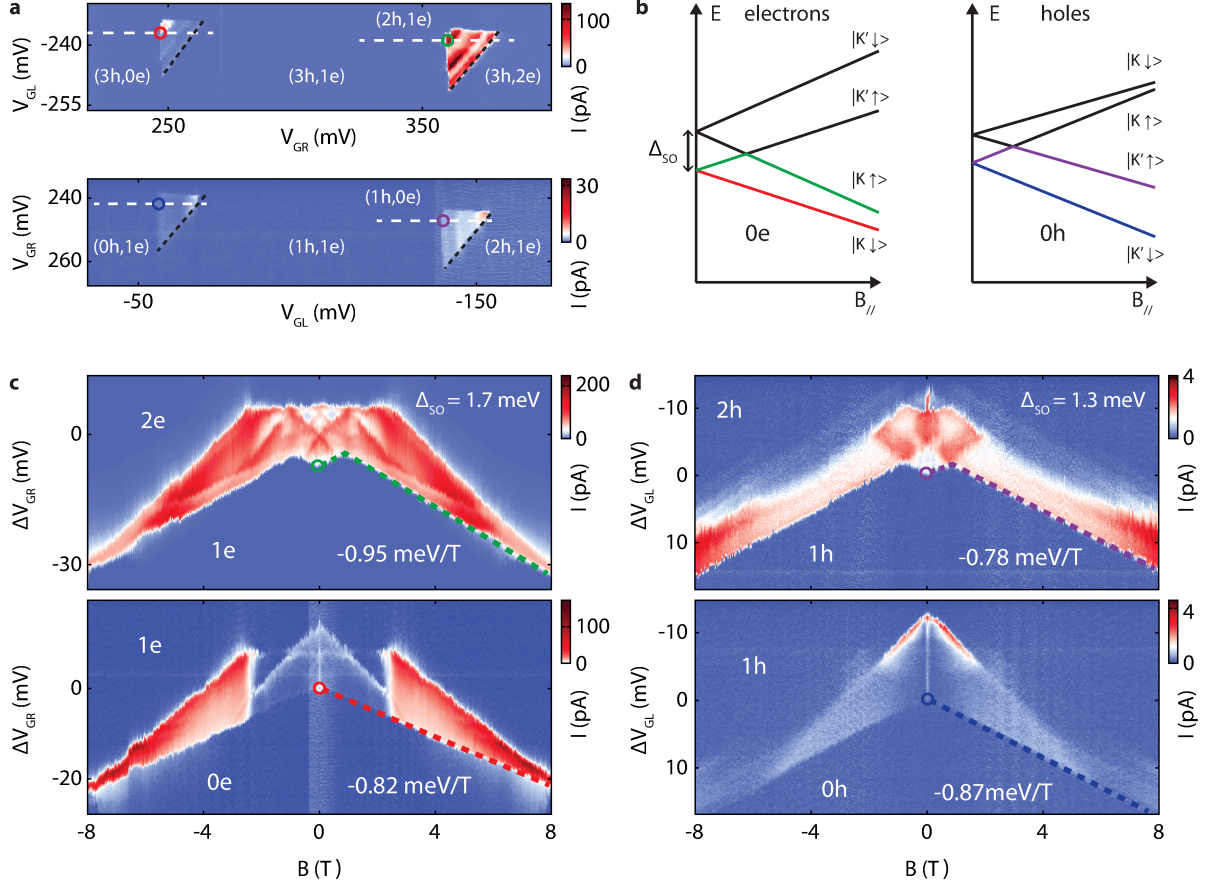 a
V_GL (mV)
-240
-255
(3h,0e)
(3h,1e)
(2h,1e)
(3h,2e)
250
350
V_GR (mV)
100
0
I (pA)
V_GR (mV)
240
260
(0h,1e)
(1h,1e)
(1h,0e)
(2h,1e)
-50
-150
V_GL (mV)
30
0
I (pA)
b
E electrons
|K'↓>
|K'↑>
Δ_SO
|K↑>
|K↓>
0e
B_//
E holes
|K↓>
|K↑>
|K'↑>
|K'↓>
0h
B_//
c
ΔV_GR (mV)
0
-30
2e
Δ_SO = 1.7 meV
1e
-0.95 meV/T
200
0
I (pA)
ΔV_GR (mV)
0
-20
1e
0e
-0.82 meV/T
100
0
I (pA)
-8
-4
0
4
8
B (T)
d
ΔV_GL (mV)
-10
0
10
2h
Δ_SO = 1.3 meV
1h
-0.78 meV/T
4
0
I (pA)
ΔV_GL (mV)
-10
0
10
1h
0h
-0.87meV/T
4
0
I (pA)
-8
-4
0
4
8
B (T)